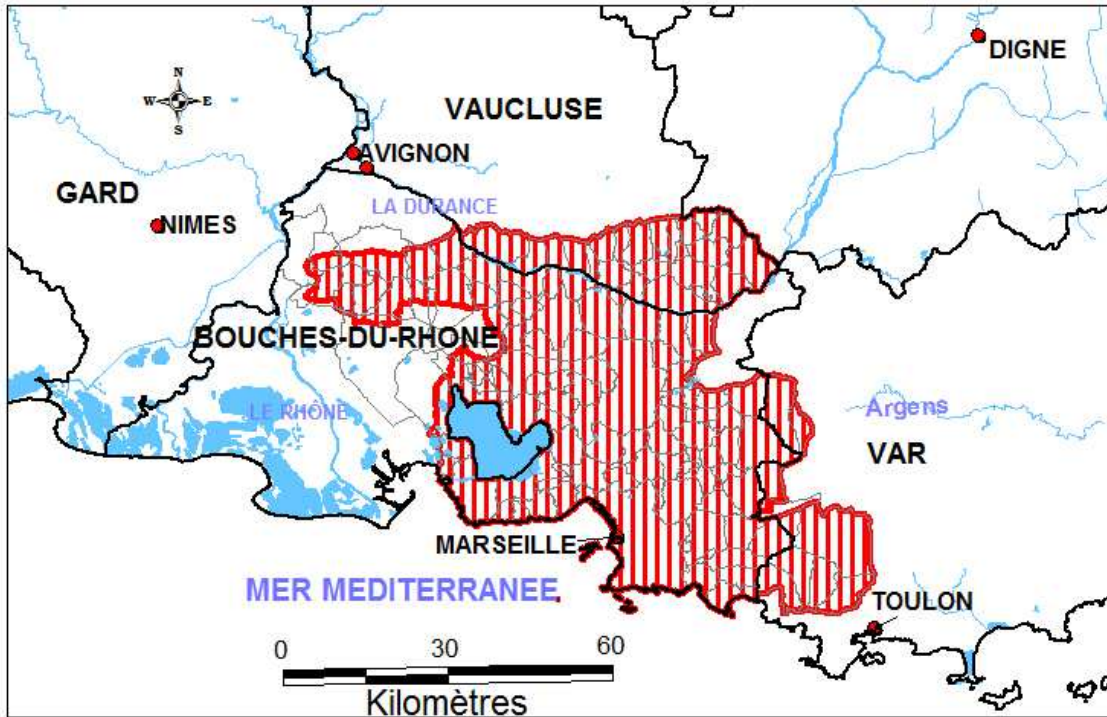 DIGNE
N
W E
S
VAUCLUSE
AVIGNON
GARD
LA DURANCE
NIMES
BOUCHES-DU-RHONE
LE RHÔNE
Argens
VAR
MARSEILLE
MER MEDITERRANEE
TOULON
0 30 60
Kilomètres